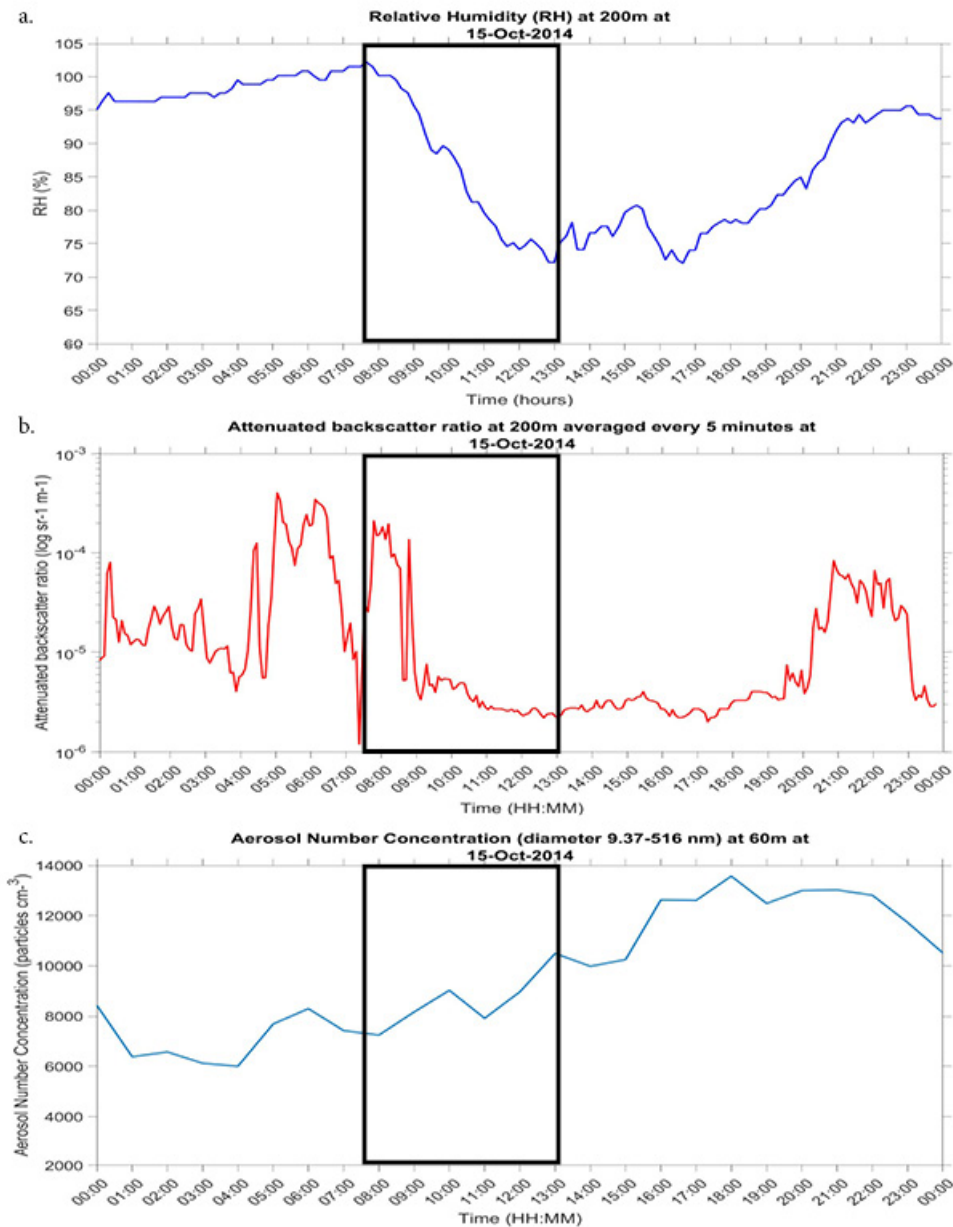 a.
Relative Humidity (RH) at 200m at
15-Oct-2014
105
100
95
90
85
80
75
70
65
60
RH (%)
00:00 01:00 02:00 03:00 04:00 05:00 06:00 07:00 08:00 09:00 10:00 11:00 12:00 13:00 14:00 15:00 16:00 17:00 18:00 19:00 20:00 21:00 22:00 23:00 00:00
Time (hours)
b.
Attenuated backscatter ratio at 200m averaged every 5 minutes at
15-Oct-2014
10-3
10-4
10-5
10-6
Attenuated backscatter ratio (log sr-1 m-1)
00:00 01:00 02:00 03:00 04:00 05:00 06:00 07:00 08:00 09:00 10:00 11:00 12:00 13:00 14:00 15:00 16:00 17:00 18:00 19:00 20:00 21:00 22:00 23:00 00:00
Time (HH:MM)
c.
Aerosol Number Concentration (diameter 9.37-516 nm) at 60m at
15-Oct-2014
14000
12000
10000
8000
6000
4000
2000
Aerosol Number Concentration (particles cm-3)
00:00 01:00 02:00 03:00 04:00 05:00 06:00 07:00 08:00 09:00 10:00 11:00 12:00 13:00 14:00 15:00 16:00 17:00 18:00 19:00 20:00 21:00 22:00 23:00 00:00
Time (HH:MM)